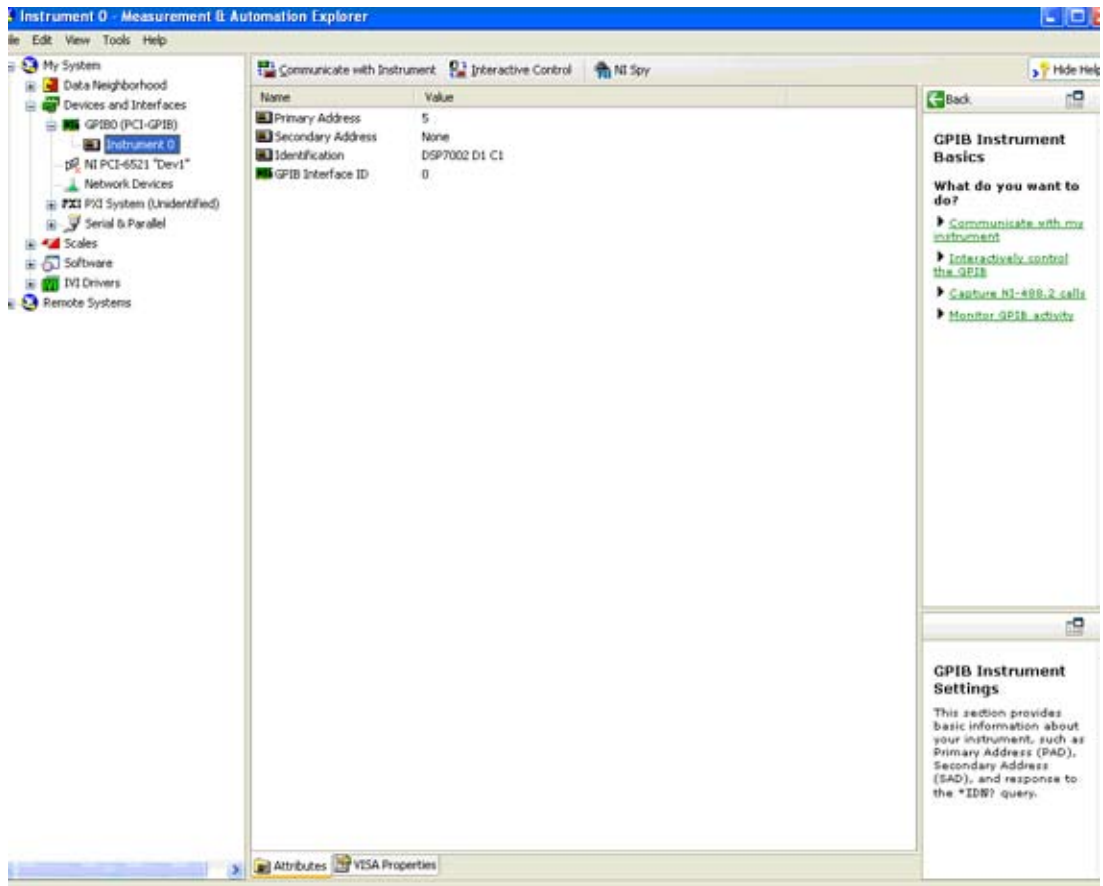 Instrument 0 - Measurement & Automation Explorer
Edit View Tools Help
My System
Data Neighborhood
Devices and Interfaces
GPIB0 (PCI-GPIB)
Instrument 0
NI PCI-6521 "Dev1"
Network Devices
PXI PXI System (Unidentified)
Serial & Parallel
Scales
Software
IVI Drivers
Remote Systems
Communicate with Instrument Interactive Control NI Spy
Hide Help
Name Value
Primary Address 5
Secondary Address None
Identification DSP7002 D1 C1
GPIB Interface ID 0
Attributes VISA Properties
Back
GPIB Instrument
Basics
What do you want to
do?
Communicate with my
instrument
Interactively control
the GPIB
Capture NI-488.2 calls
Monitor GPIB activity
GPIB Instrument
Settings
This section provides
basic information about
your instrument, such as
Primary Address (PAD),
Secondary Address
(SAD), and response to
the *IDN? query.